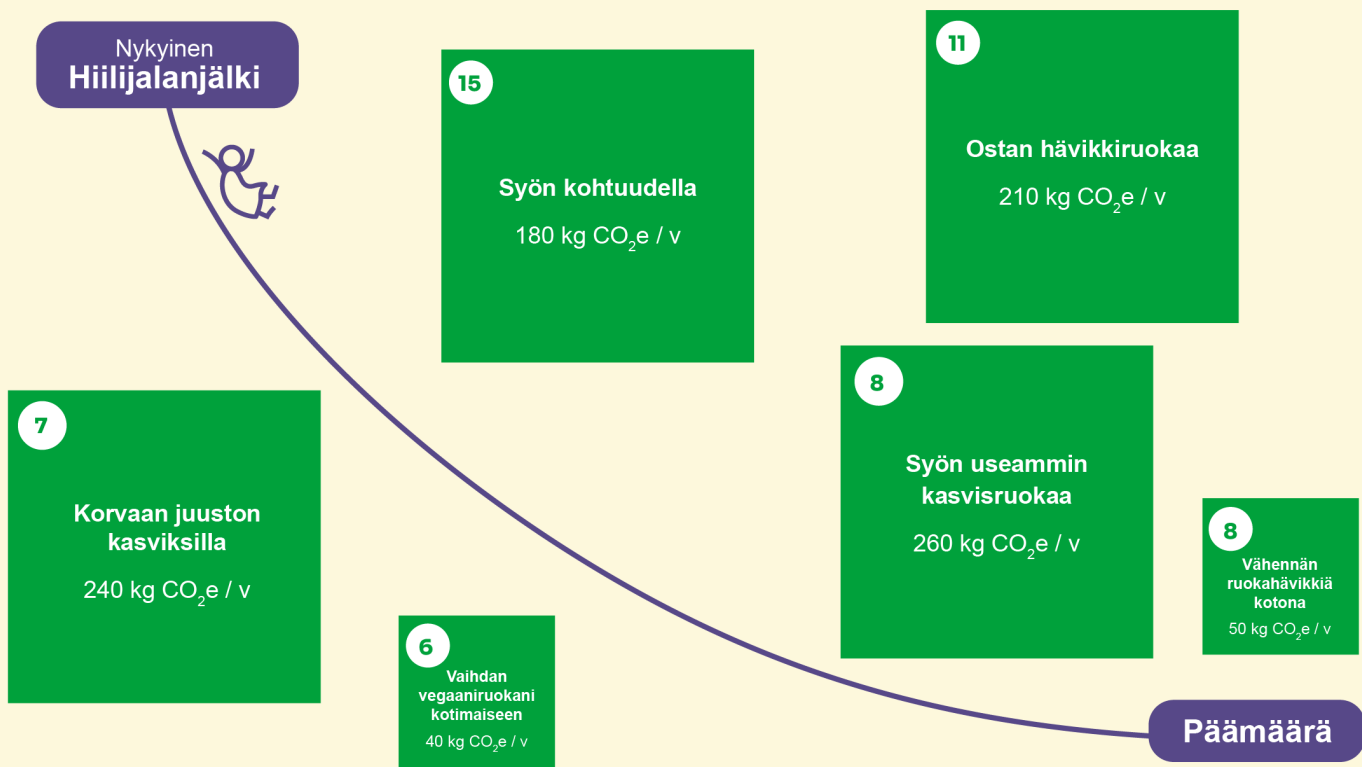 Nykyinen
Hiilijalanjälki
15
Syön kohtuudella
180 kg CO₂e / v
11
Ostan hävikkiruokaa
210 kg CO₂e / v
7
Korvaan juuston
kasviksilla
240 kg CO₂e / v
8
Syön useammin
kasvisruokaa
260 kg CO₂e / v
8
Vähennän
ruokahävikkiä
kotona
50 kg CO₂e / v
6
Vaihdan
vegaaniruokani
kotimaiseen
40 kg CO₂e / v
Päämäärä